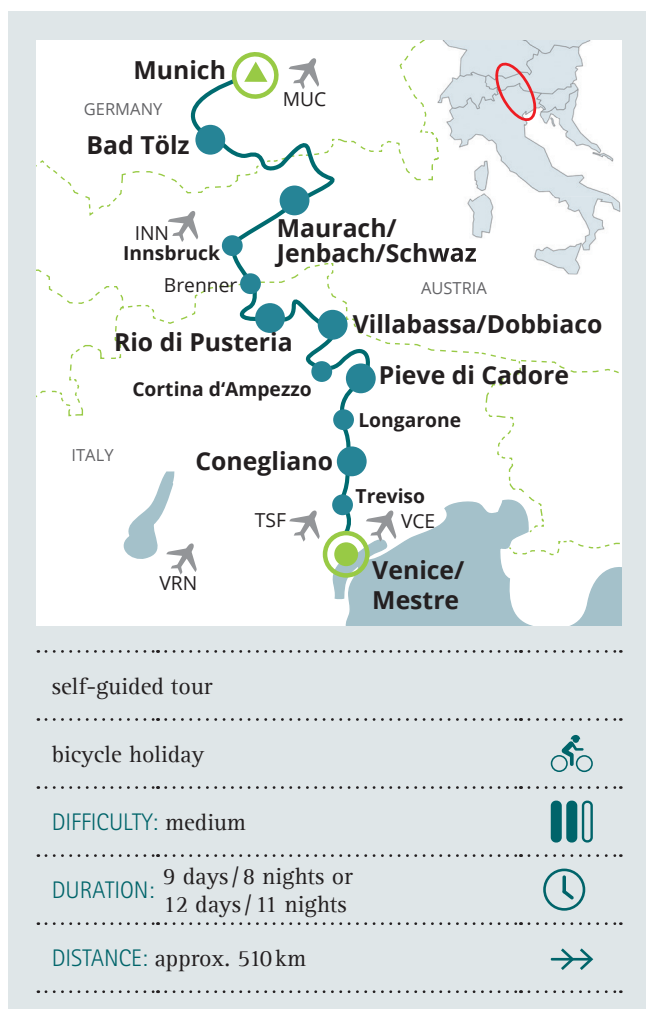 Munich
MUC
GERMANY
Bad Tölz
INN
Innsbruck
Maurach/
Jenbach/Schwaz
Brenner
AUSTRIA
Rio di Pusteria
Villabassa/Dobbiaco
Cortina d‘Ampezzo
Pieve di Cadore
Longarone
ITALY
Conegliano
Treviso
TSF
VCE
VRN
Venice/
Mestre
self-guided tour
bicycle holiday
DIFFICULTY: medium
DURATION: 9 days/8 nights or
12 days/11 nights
DISTANCE: approx. 510 km